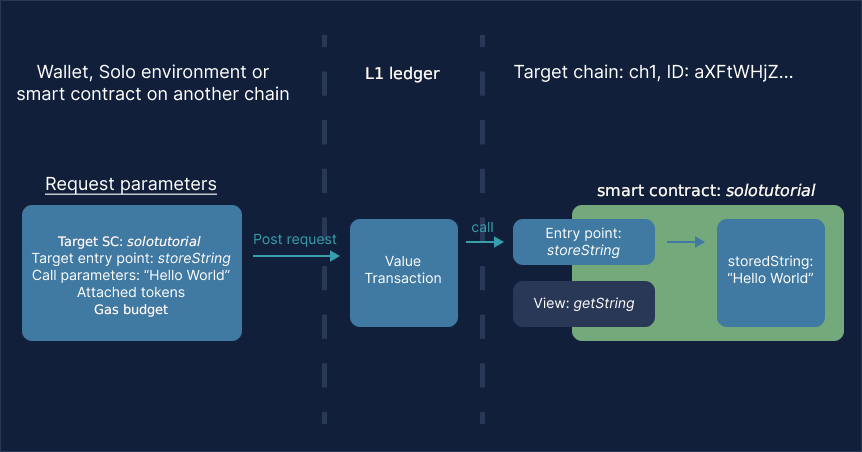 Wallet, Solo environment or
smart contract on another chain
L1 ledger
Target chain: ch1, ID: aXFtWHjZ...
Request parameters
Target SC: solotutorial
Target entry point: storeString
Call parameters: “Hello World”
Attached tokens
Gas budget
Post request
Value
Transaction
call
smart contract: solotutorial
Entry point:
storeString
View: getString
storedString:
“Hello World”